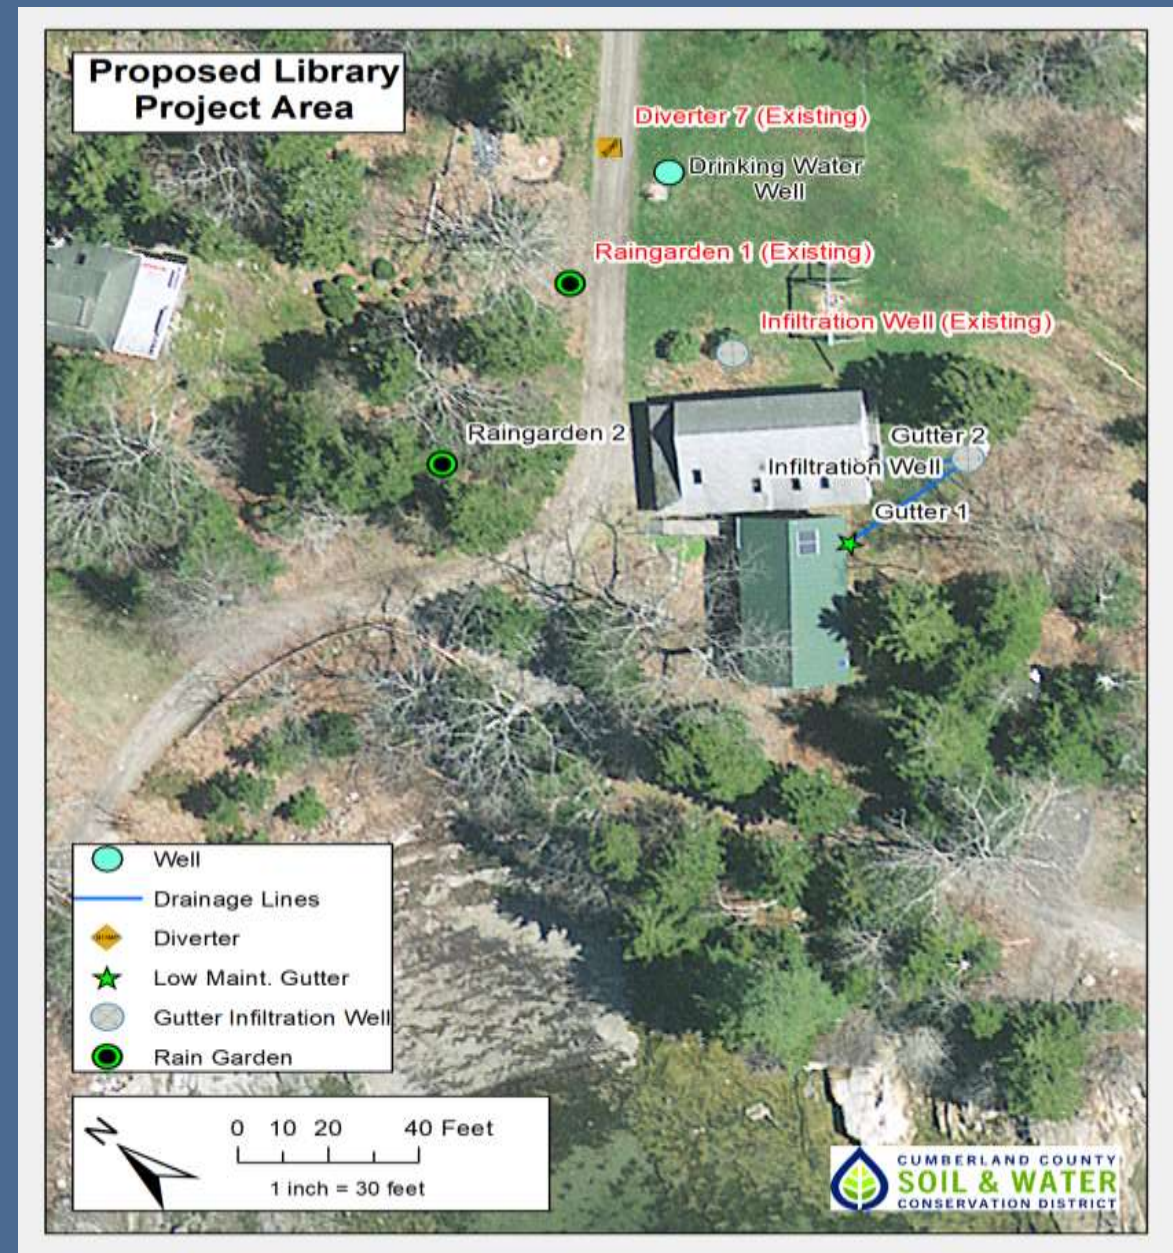 Proposed Library
Project Area
Diverter 7 (Existing)
Drinking Water
Well
Raingarden 1 (Existing)
Infiltration Well (Existing)
Raingarden 2
Gutter 2
Infiltration Well
Gutter 1
Well
Drainage Lines
Diverter
Low Maint. Gutter
Gutter Infiltration Well
Rain Garden
N
0 10 20 40 Feet
1 inch = 30 feet
CUMBERLAND COUNTY
SOIL & WATER
CONSERVATION DISTRICT